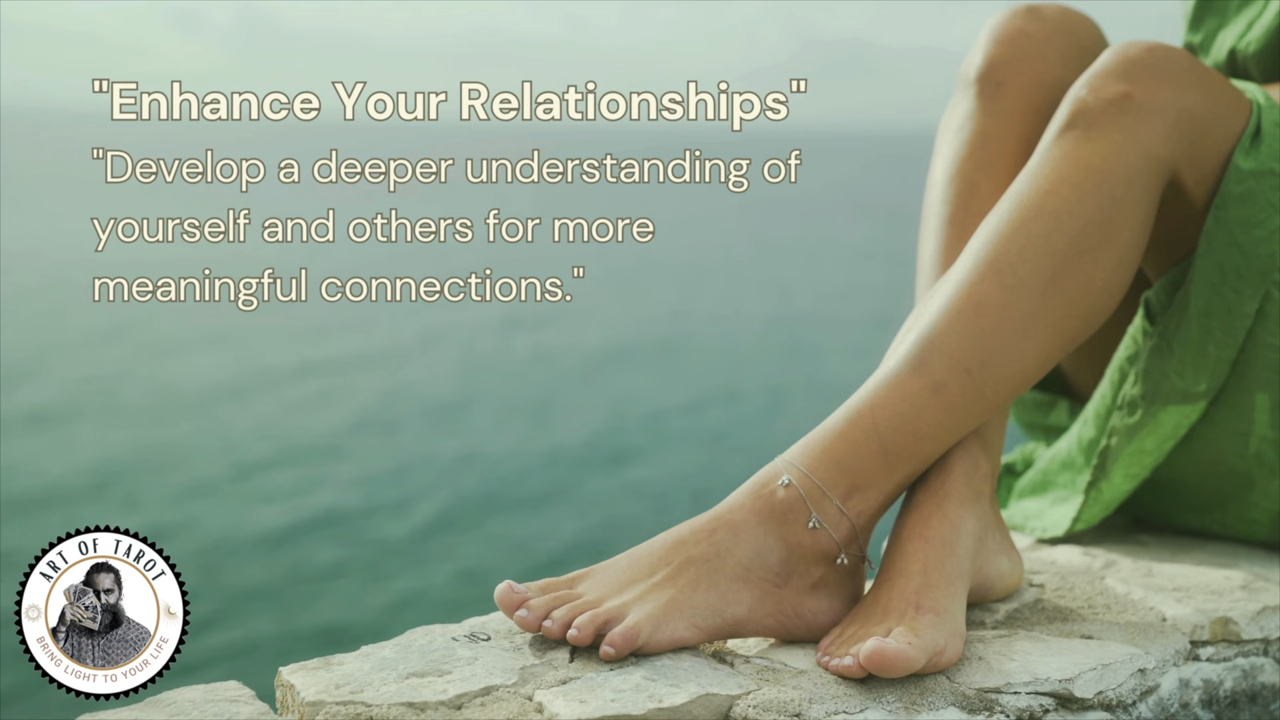 "Enhance Your Relationships"
"Develop a deeper understanding of
yourself and others for more
meaningful connections."
ART OF TAROT
BRING LIGHT TO YOUR LIFE